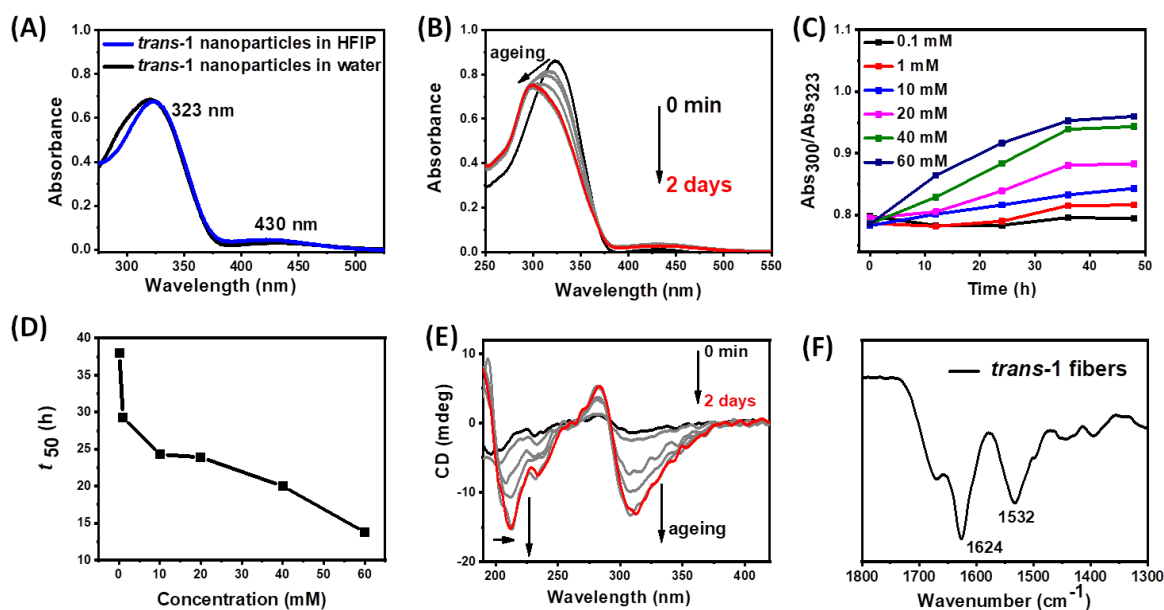 (A)
trans-1 nanoparticles in HFIP
trans-1 nanoparticles in water
323 nm
430 nm
1.0
0.8
0.6
0.4
0.2
0.0
Absorbance
300 350 400 450 500
Wavelength (nm)
(B)
ageing
0 min
2 days
1.0
0.8
0.6
0.4
0.2
0.0
Absorbance
250 300 350 400 450 500 550
Wavelength (nm)
(C)
0.1 mM
1 mM
10 mM
20 mM
40 mM
60 mM
1.1
1.0
0.9
0.8
Abs300/Abs323
0 10 20 30 40 50
Time (h)
(D)
40
35
30
25
20
15
10
t 50 (h)
0 10 20 30 40 50 60
Concentration (mM)
(E)
0 min
2 days
ageing
10
0
-10
-20
CD (mdeg)
200 250 300 350 400
Wavelength (nm)
(F)
trans-1 fibers
1532
1624
1800 1700 1600 1500 1400 1300
Wavenumber (cm-1)